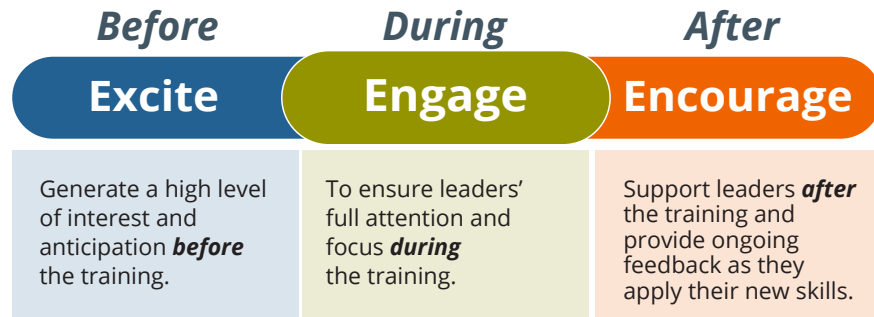 Before
During
After
Excite
Engage
Encourage
Generate a high level
of interest and
anticipation before
the training.
To ensure leaders’
full attention and
focus during
the training.
Support leaders after
the training and
provide ongoing
feedback as they
apply their new skills.